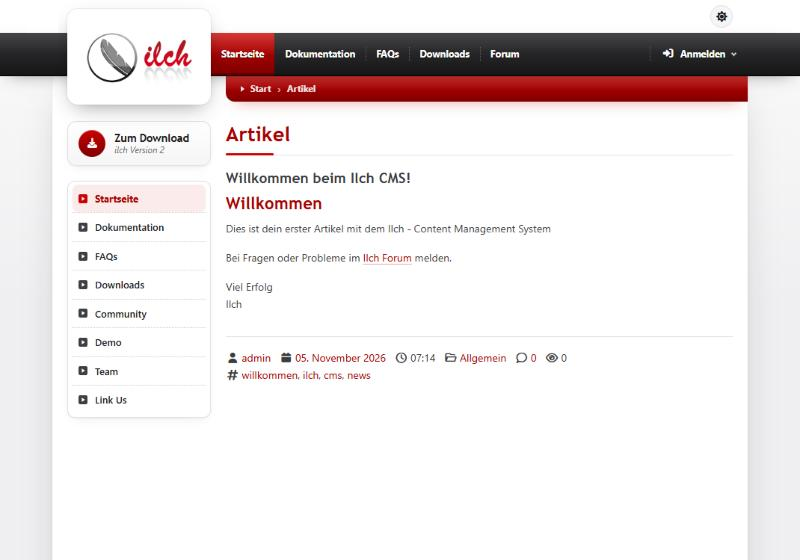 ilch
Startseite
Dokumentation
FAQs
Downloads
Forum
Anmelden
Start › Artikel
Zum Download
ilch Version 2
Startseite
Dokumentation
FAQs
Downloads
Community
Demo
Team
Link Us
Artikel
Willkommen beim Ilch CMS!
Willkommen
Dies ist dein erster Artikel mit dem Ilch - Content Management System
Bei Fragen oder Probleme im Ilch Forum melden.
Viel Erfolg
Ilch
admin 05. November 2026 07:14 Allgemein 0 0
willkommen, ilch, cms, news